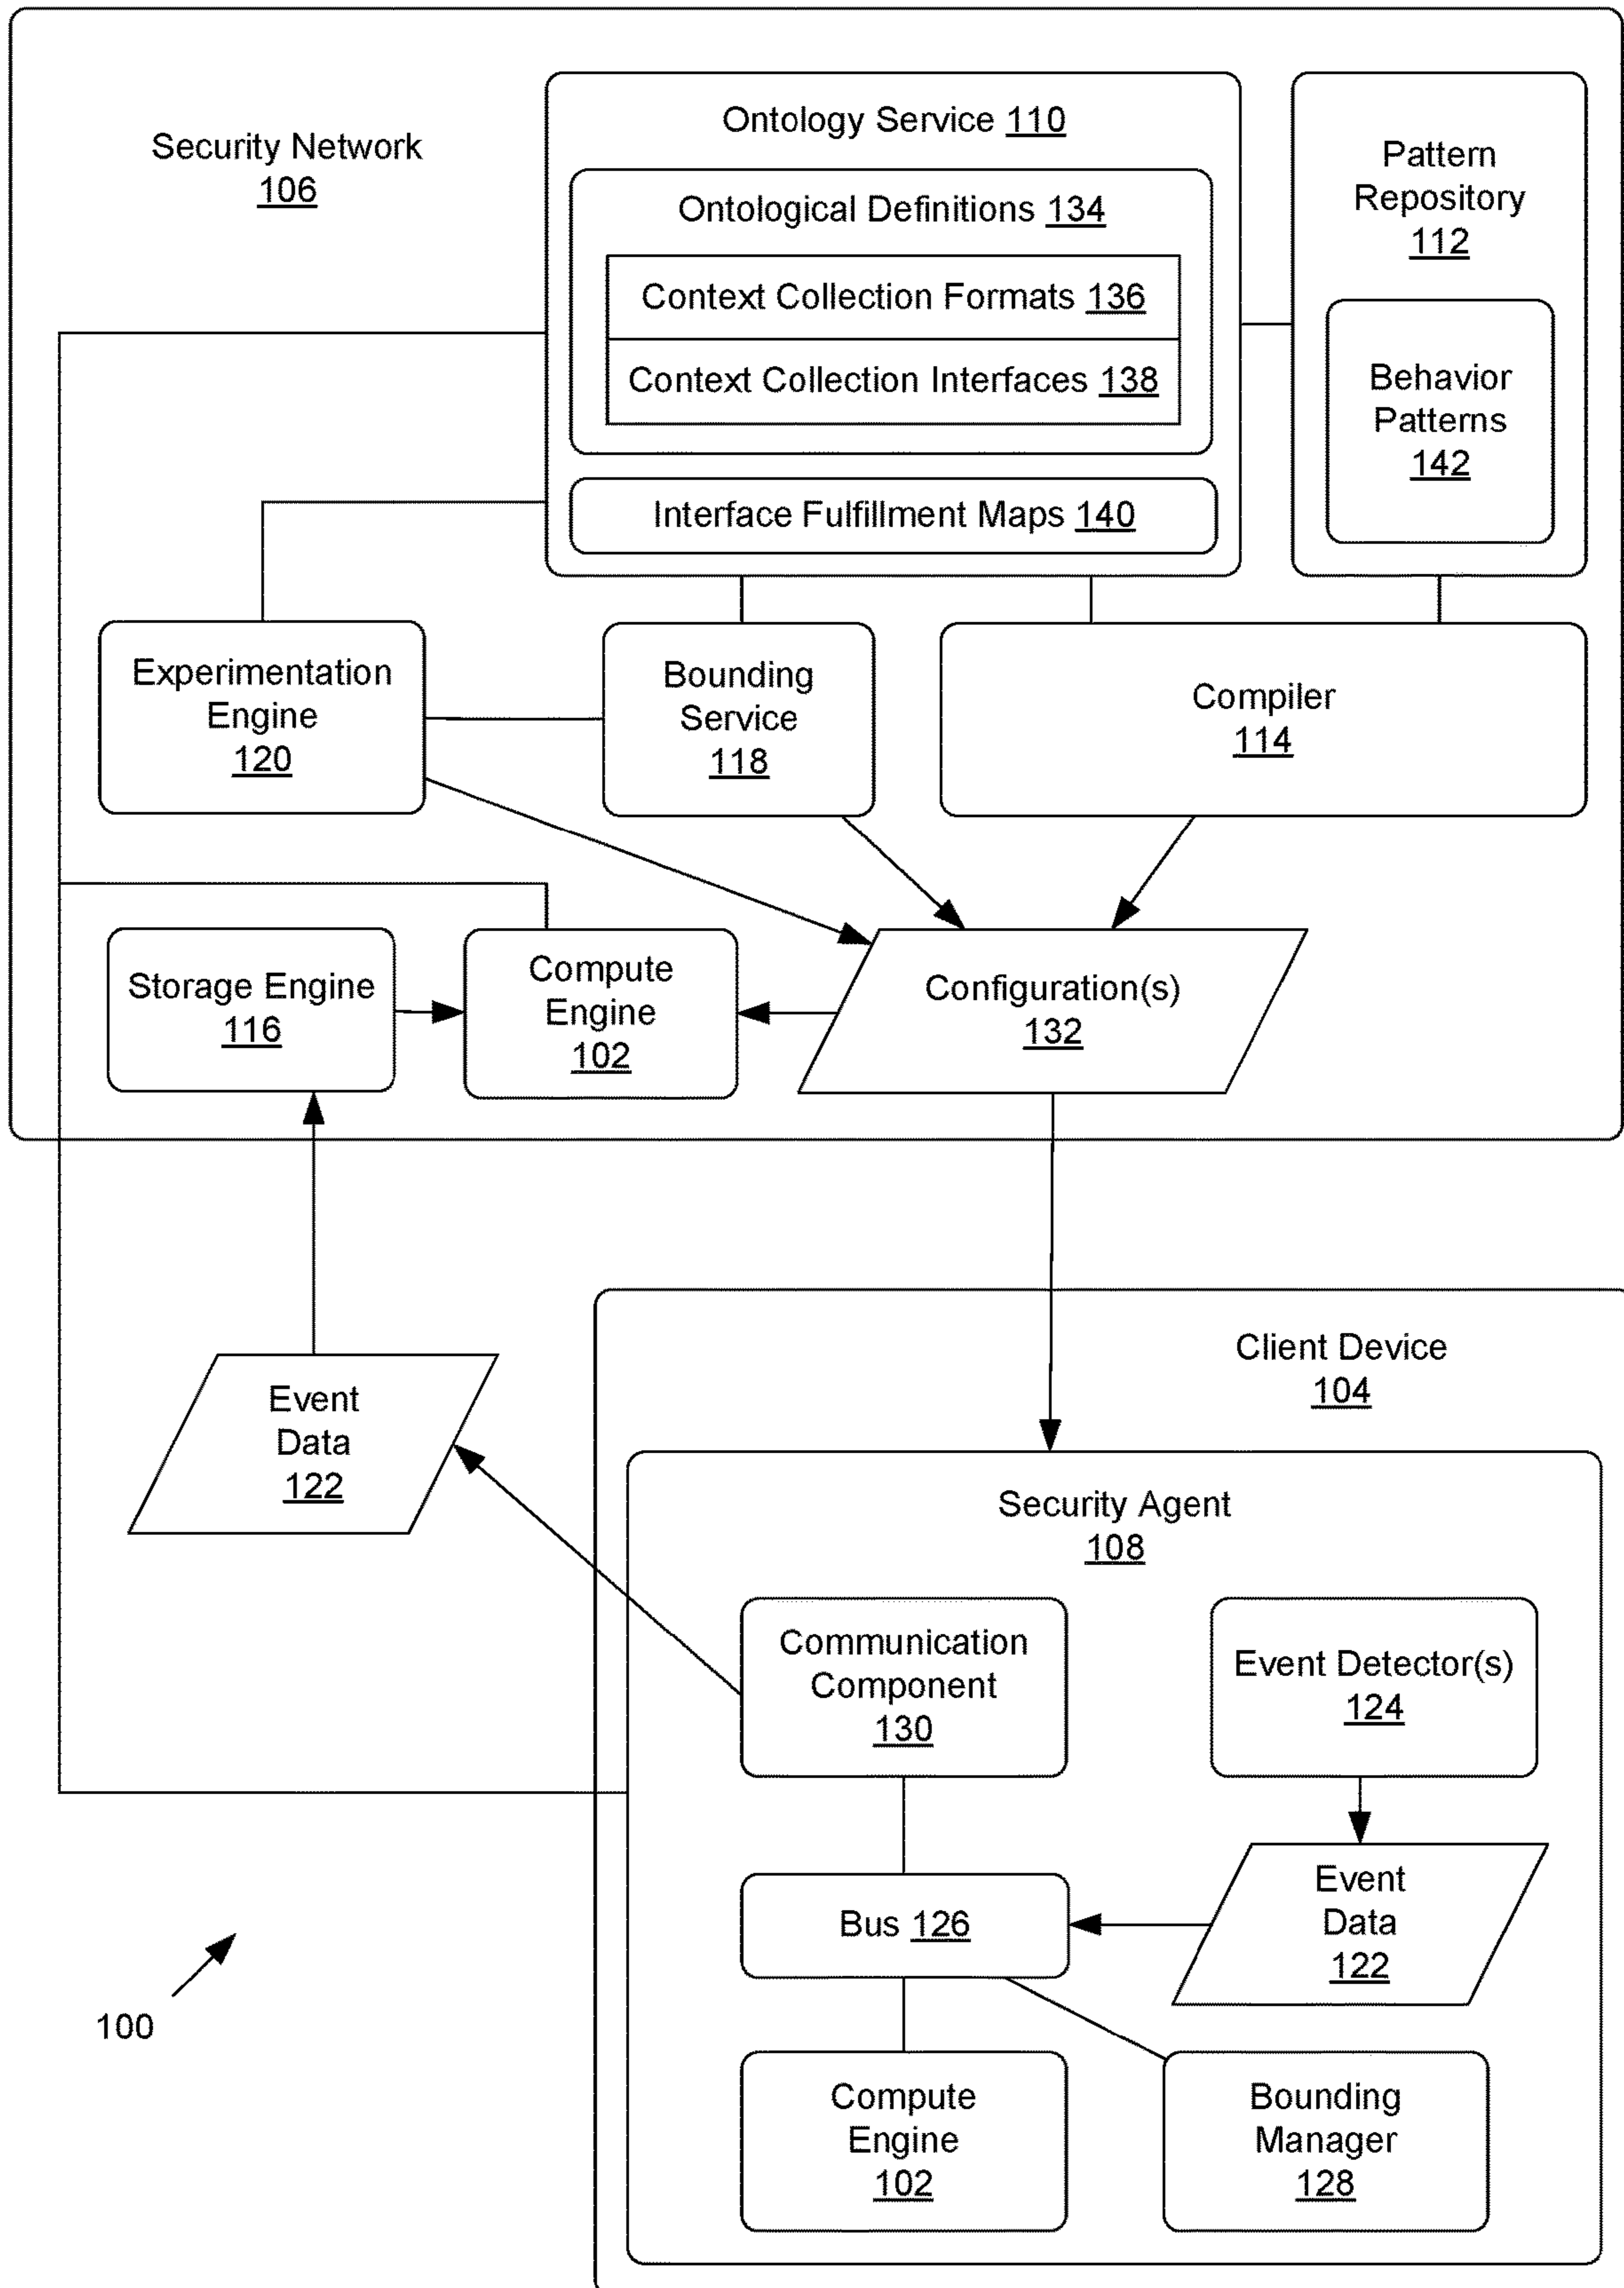 Security Network
106
Ontology Service 110
Ontological Definitions 134
Context Collection Formats 136
Context Collection Interfaces 138
Interface Fulfillment Maps 140
Pattern
Repository
112
Behavior
Patterns
142
Experimentation
Engine
120
Bounding
Service
118
Compiler
114
Storage Engine
116
Compute
Engine
102
Configuration(s)
132
Event
Data
122
Client Device
104
Security Agent
108
Communication
Component
130
Event Detector(s)
124
Bus 126
Event
Data
122
100
Compute
Engine
102
Bounding
Manager
128